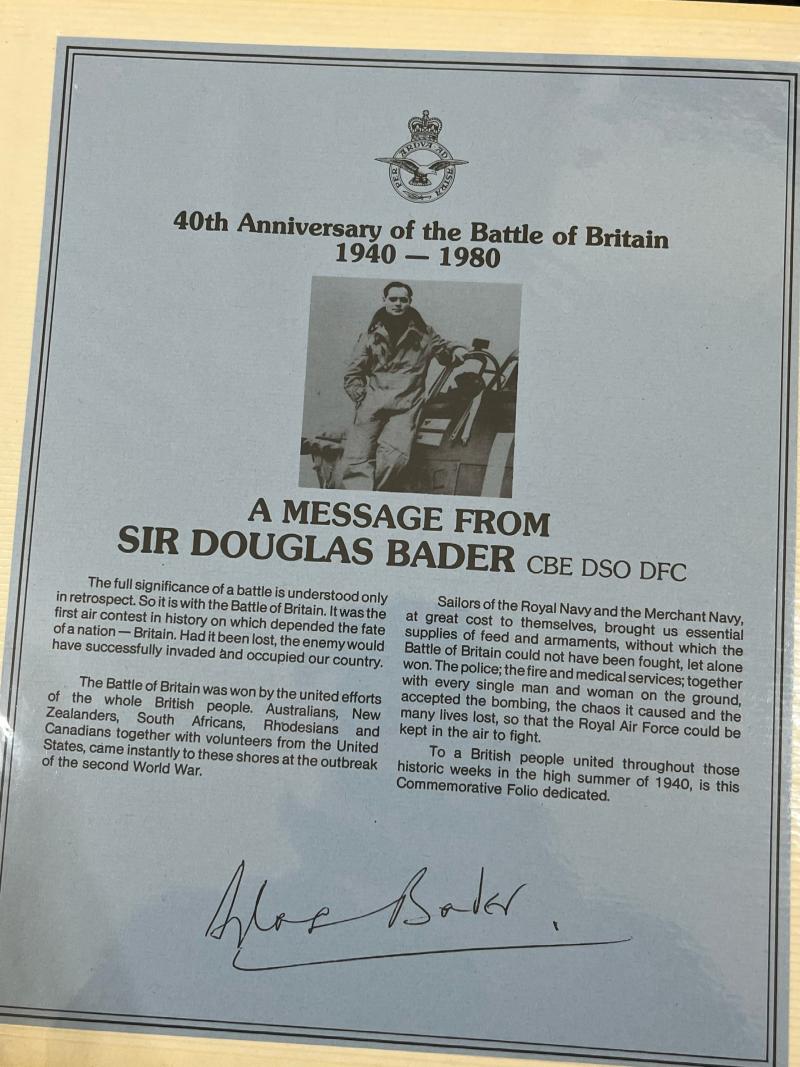 PER ARDVA AD ASTRA
40th Anniversary of the Battle of Britain
1940 — 1980
A MESSAGE FROM
SIR DOUGLAS BADER CBE DSO DFC
The full significance of a battle is understood only
in retrospect. So it is with the Battle of Britain. It was the
first air contest in history on which depended the fate
of a nation — Britain. Had it been lost, the enemy would
have successfully invaded and occupied our country.
The Battle of Britain was won by the united efforts
of the whole British people. Australians, New
Zealanders, South Africans, Rhodesians and
Canadians together with volunteers from the United
States, came instantly to these shores at the outbreak
of the second World War.
Sailors of the Royal Navy and the Merchant Navy,
at great cost to themselves, brought us essential
supplies of feed and armaments, without which the
Battle of Britain could not have been fought, let alone
won. The police; the fire and medical services; together
with every single man and woman on the ground,
accepted the bombing, the chaos it caused and the
many lives lost, so that the Royal Air Force could be
kept in the air to fight.
To a British people united throughout those
historic weeks in the high summer of 1940, is this
Commemorative Folio dedicated.
Douglas Bader.